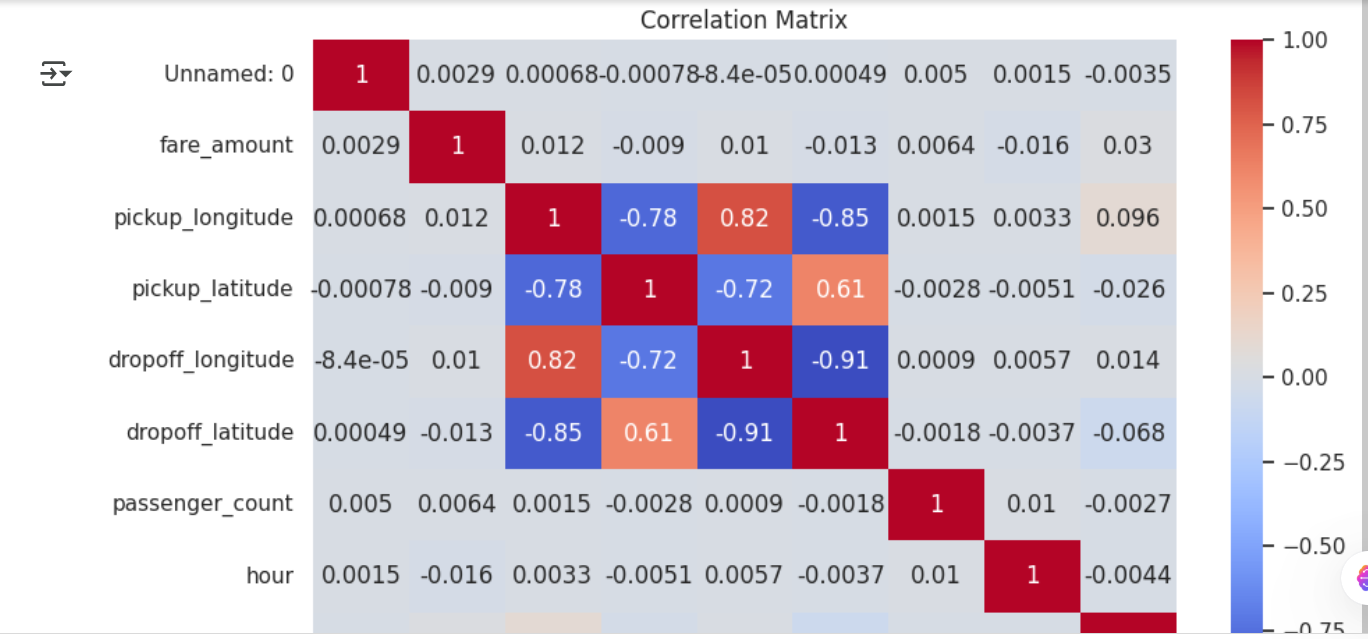 Correlation Matrix
Unnamed: 0 1 0.0029 0.00068 -0.00078 -8.4e-05 0.00049 0.005 0.0015 -0.0035
fare_amount 0.0029 1 0.012 -0.009 0.01 -0.013 0.0064 -0.016 0.03
pickup_longitude 0.00068 0.012 1 -0.78 0.82 -0.85 0.0015 0.0033 0.096
pickup_latitude -0.00078 -0.009 -0.78 1 -0.72 0.61 -0.0028 -0.0051 -0.026
dropoff_longitude -8.4e-05 0.01 0.82 -0.72 1 -0.91 0.0009 0.0057 0.014
dropoff_latitude 0.00049 -0.013 -0.85 0.61 -0.91 1 -0.0018 -0.0037 -0.068
passenger_count 0.005 0.0064 0.0015 -0.0028 0.0009 -0.0018 1 0.01 -0.0027
hour 0.0015 -0.016 0.0033 -0.0051 0.0057 -0.0037 0.01 1 -0.0044
1.00
0.75
0.50
0.25
0.00
−0.25
−0.50
−0.75